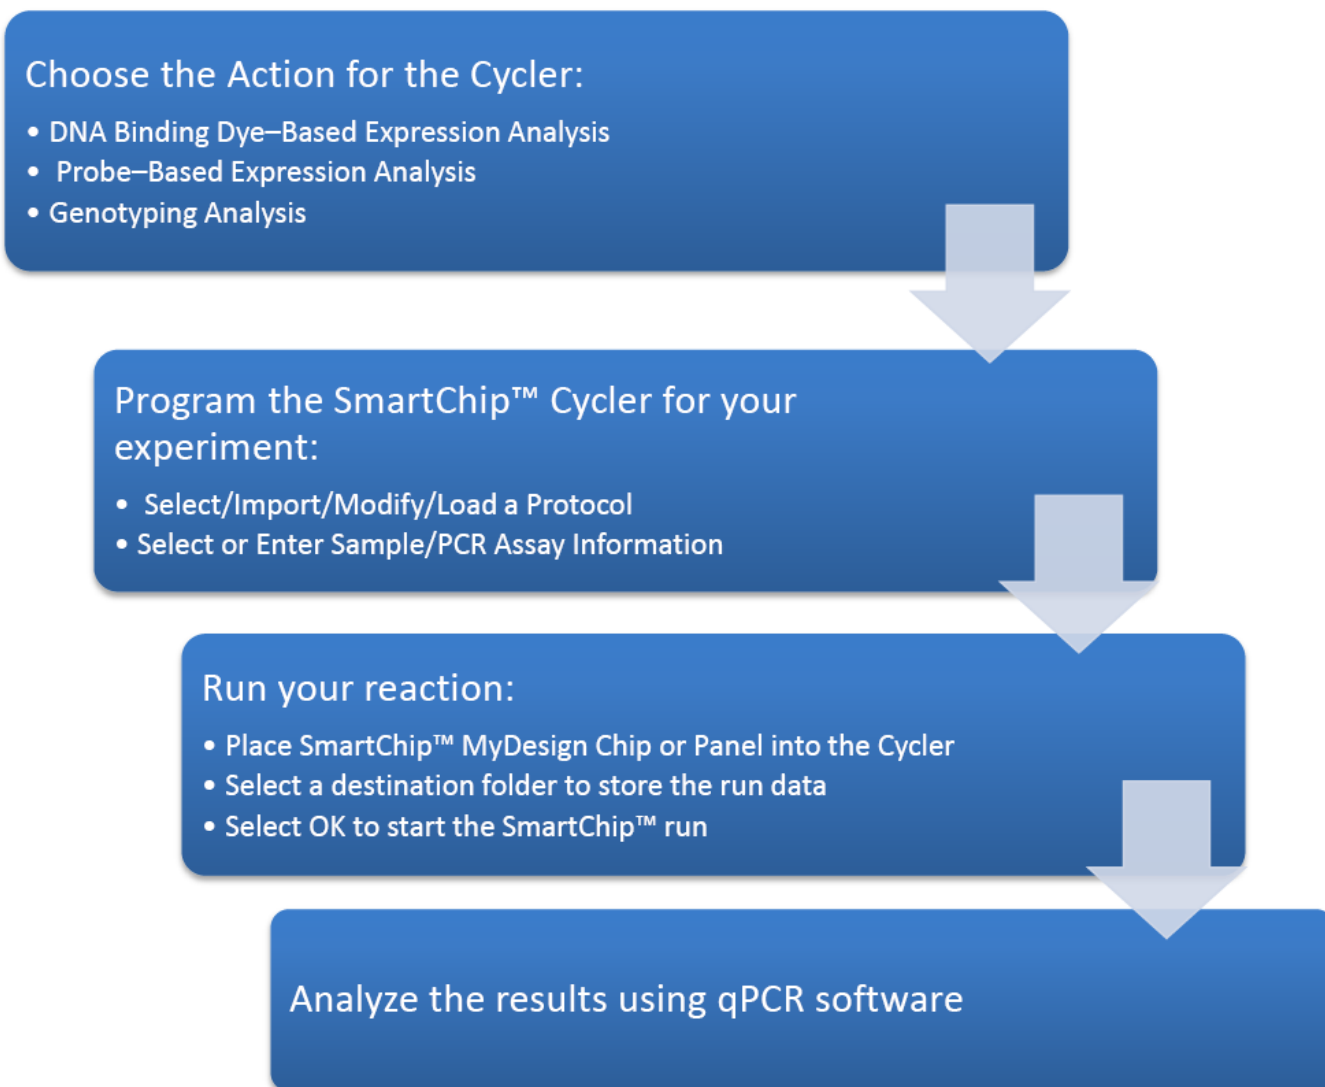 Choose the Action for the Cycler:
• DNA Binding Dye–Based Expression Analysis
• Probe–Based Expression Analysis
• Genotyping Analysis
Program the SmartChip™ Cycler for your
experiment:
• Select/Import/Modify/Load a Protocol
• Select or Enter Sample/PCR Assay Information
Run your reaction:
• Place SmartChip™ MyDesign Chip or Panel into the Cycler
• Select a destination folder to store the run data
• Select OK to start the SmartChip™ run
Analyze the results using qPCR software